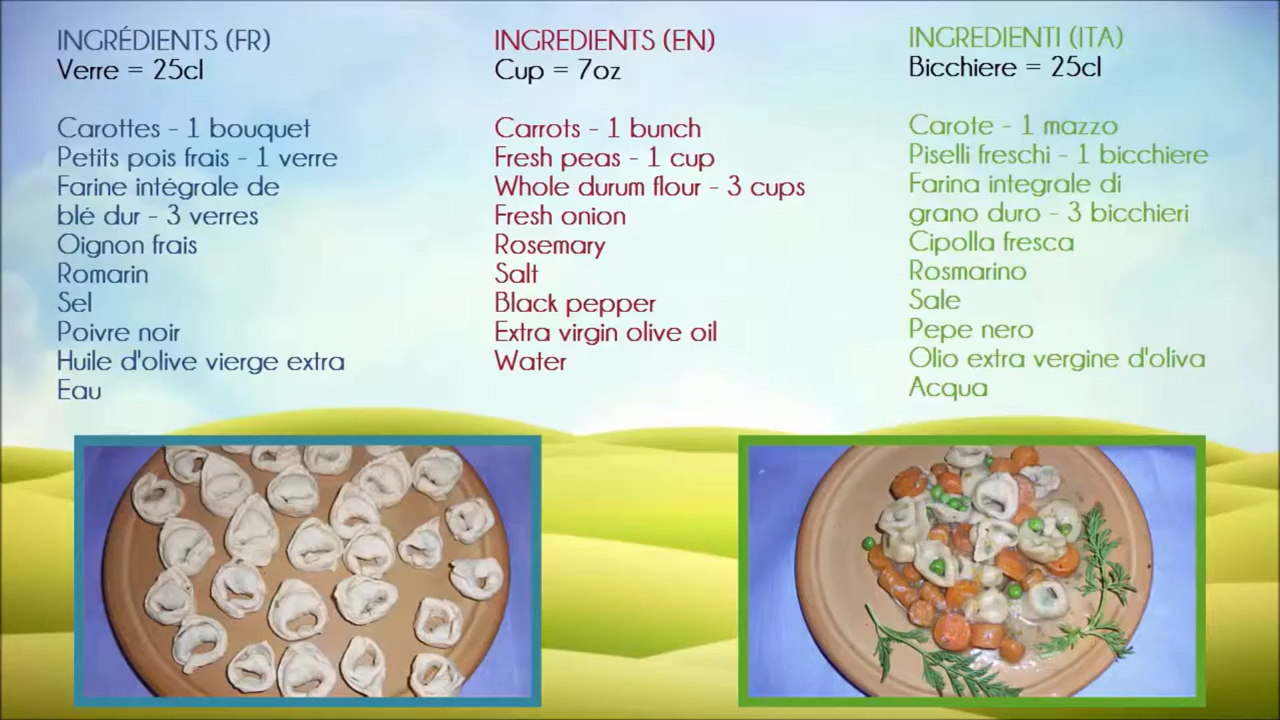 INGRÉDIENTS (FR)
Verre = 25cl
Carottes - 1 bouquet
Petits pois frais - 1 verre
Farine intégrale de
blé dur - 3 verres
Oignon frais
Romarin
Sel
Poivre noir
Huile d'olive vierge extra
Eau
INGREDIENTS (EN)
Cup = 7oz
Carrots - 1 bunch
Fresh peas - 1 cup
Whole durum flour - 3 cups
Fresh onion
Rosemary
Salt
Black pepper
Extra virgin olive oil
Water
INGREDIENTI (ITA)
Bicchiere = 25cl
Carote - 1 mazzo
Piselli freschi - 1 bicchiere
Farina integrale di
grano duro - 3 bicchieri
Cipolla fresca
Rosmarino
Sale
Pepe nero
Olio extra vergine d'oliva
Acqua